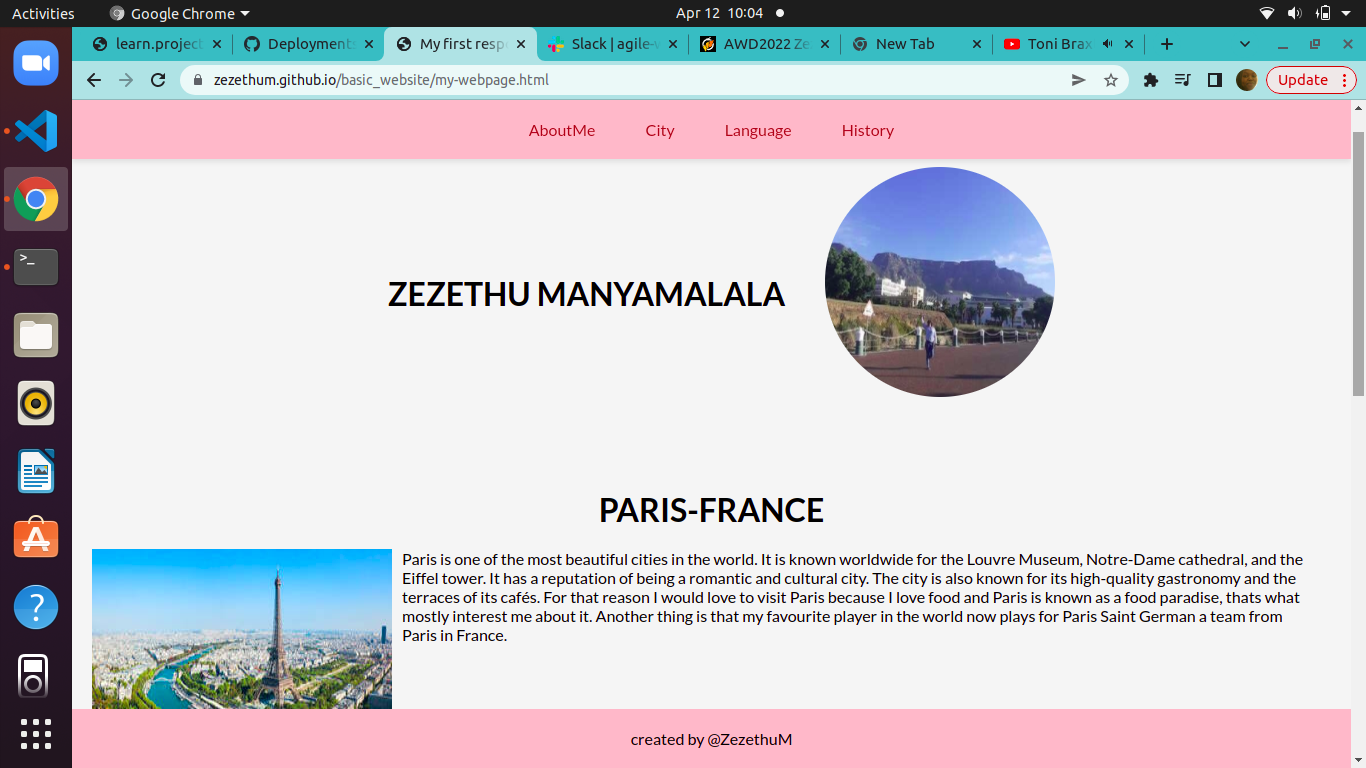 Activities
Google Chrome
Apr 12 10:04
learn.project
Deployment
My first resp
Slack | agile-
AWD2022 Ze
New Tab
Toni Brax
zezethum.github.io/basic_website/my-webpage.html
Update
AboutMe
City
Language
History
ZEZETHU MANYAMALALA
PARIS-FRANCE
Paris is one of the most beautiful cities in the world. It is known worldwide for the Louvre Museum, Notre-Dame cathedral, and the
Eiffel tower. It has a reputation of being a romantic and cultural city. The city is also known for its high-quality gastronomy and the
terraces of its cafés. For that reason I would love to visit Paris because I love food and Paris is known as a food paradise, thats what
mostly interest me about it. Another thing is that my favourite player in the world now plays for Paris Saint German a team from
Paris in France.
created by @ZezethuM